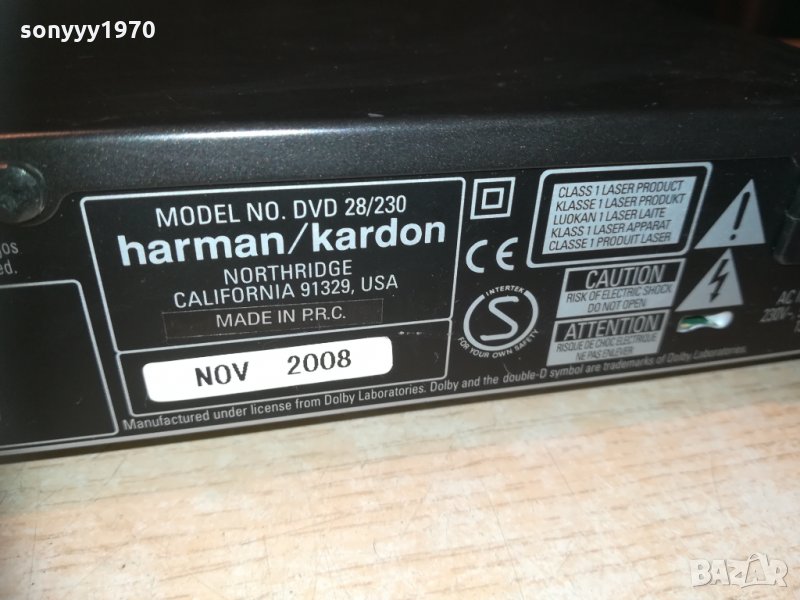 sonyyy1970
MODEL NO. DVD 28/230
harman/kardon
NORTHRIDGE
CALIFORNIA 91329, USA
MADE IN P.R.C.
NOV 2008
Manufactured under license from Dolby Laboratories. Dolby and the double-D symbol are trademarks of Dolby Laboratories.
CE
INTERTEK
S
FOR YOUR OWN SAFETY
CLASS 1 LASER PRODUCT
KLASSE 1 LASER PRODUKT
LUOKAN 1 LASER LAITE
KLASS 1 LASER APPARAT
CLASSE 1 PRODUIT LASER
CAUTION
RISK OF ELECTRIC SHOCK
DO NOT OPEN
ATTENTION
RISQUE DE CHOC ELECTRIQUE
NE PAS ENLEVER
AC
230V~
BAZAR